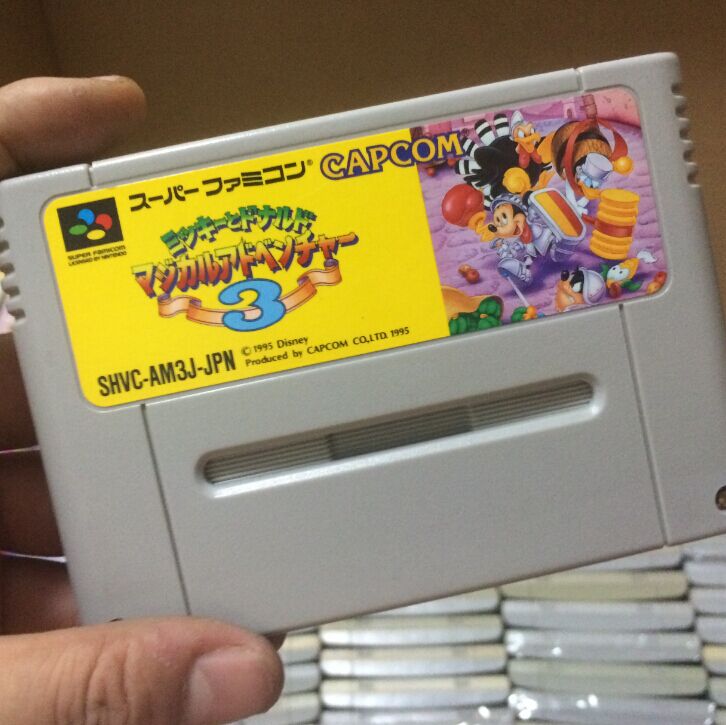 スーパーファミコン®
CAPCOM
SUPER FAMICOM
LICENSED BY NINTENDO
ミッキーとドナルド
マジカルアドベンチャー
3
© 1995 Disney
Produced by CAPCOM CO.,LTD. 1995
SHVC-AM3J-JPN